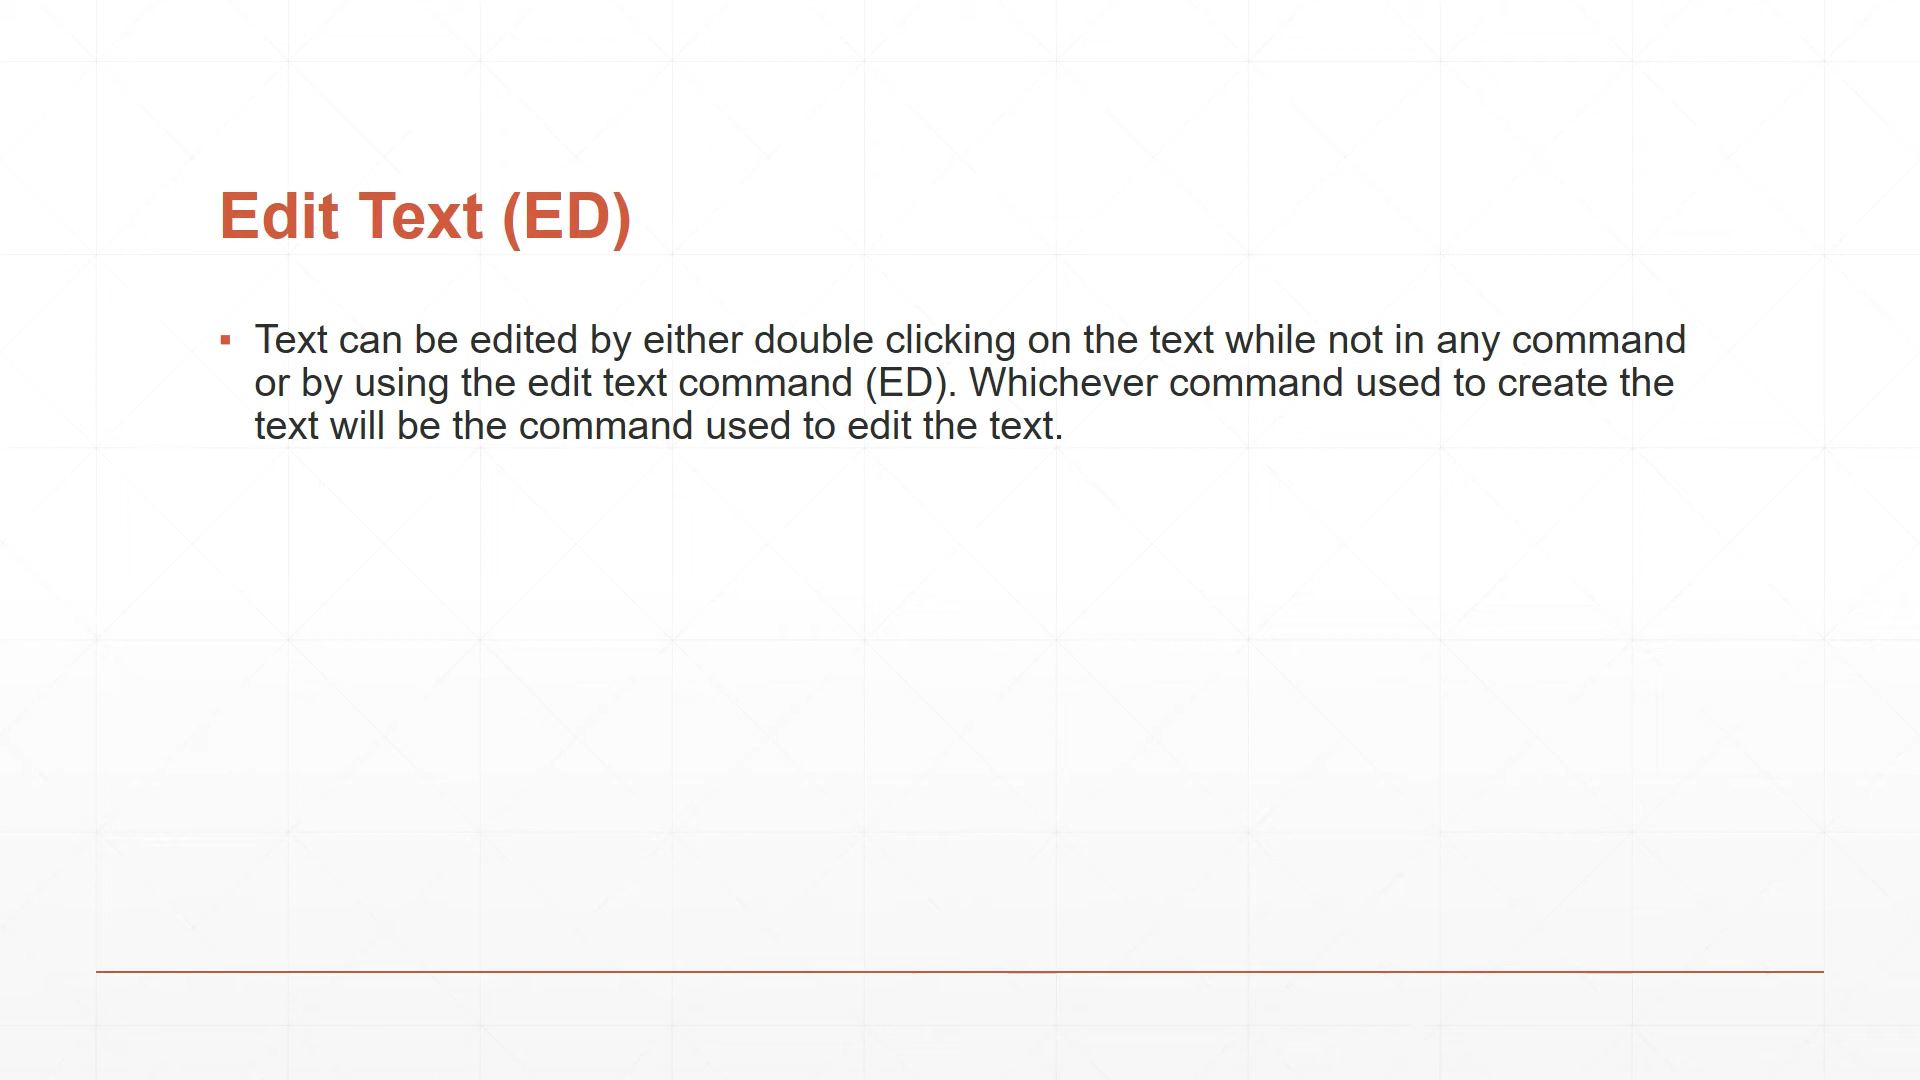 Edit Text (ED)
▪ Text can be edited by either double clicking on the text while not in any command
or by using the edit text command (ED). Whichever command used to create the
text will be the command used to edit the text.